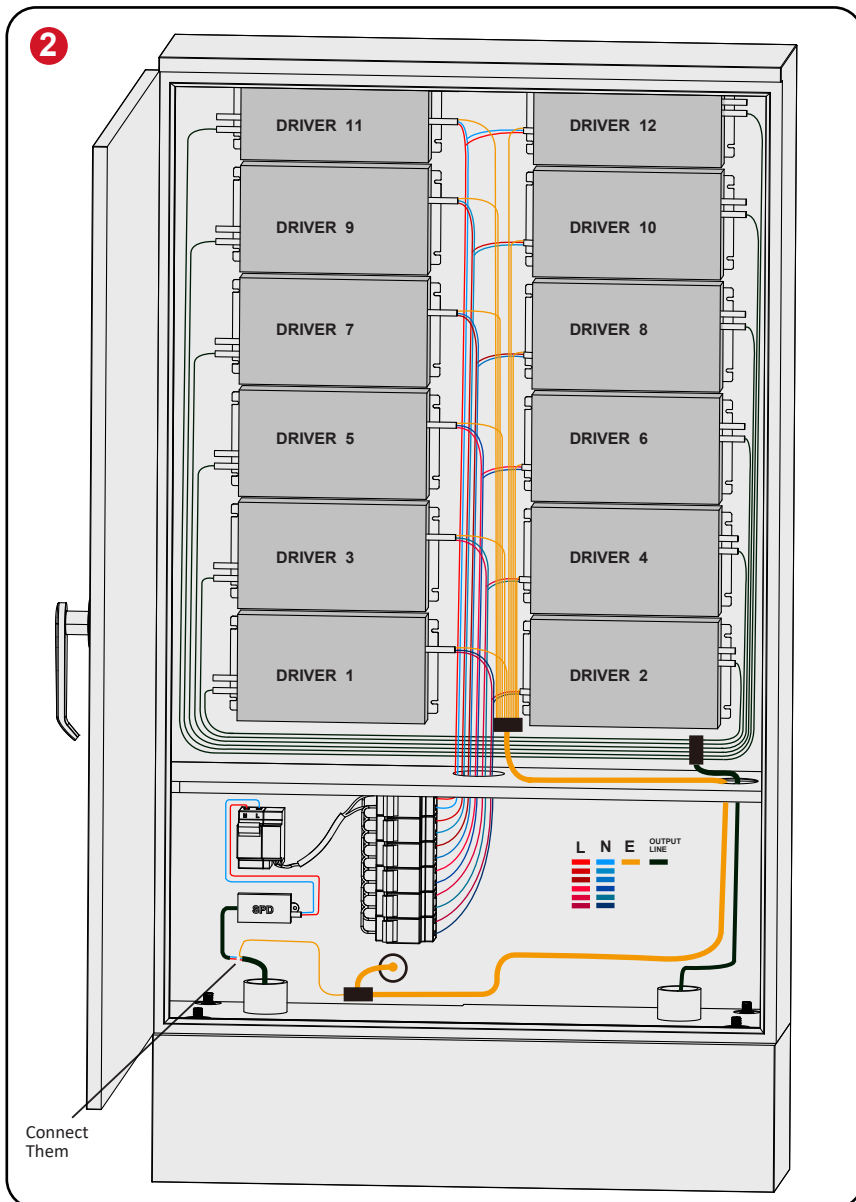 2
DRIVER 11
DRIVER 12
DRIVER 9
DRIVER 10
DRIVER 7
DRIVER 8
DRIVER 5
DRIVER 6
DRIVER 3
DRIVER 4
DRIVER 1
DRIVER 2
N L
L N E OUTPUT
LINE
SPD
Connect
Them